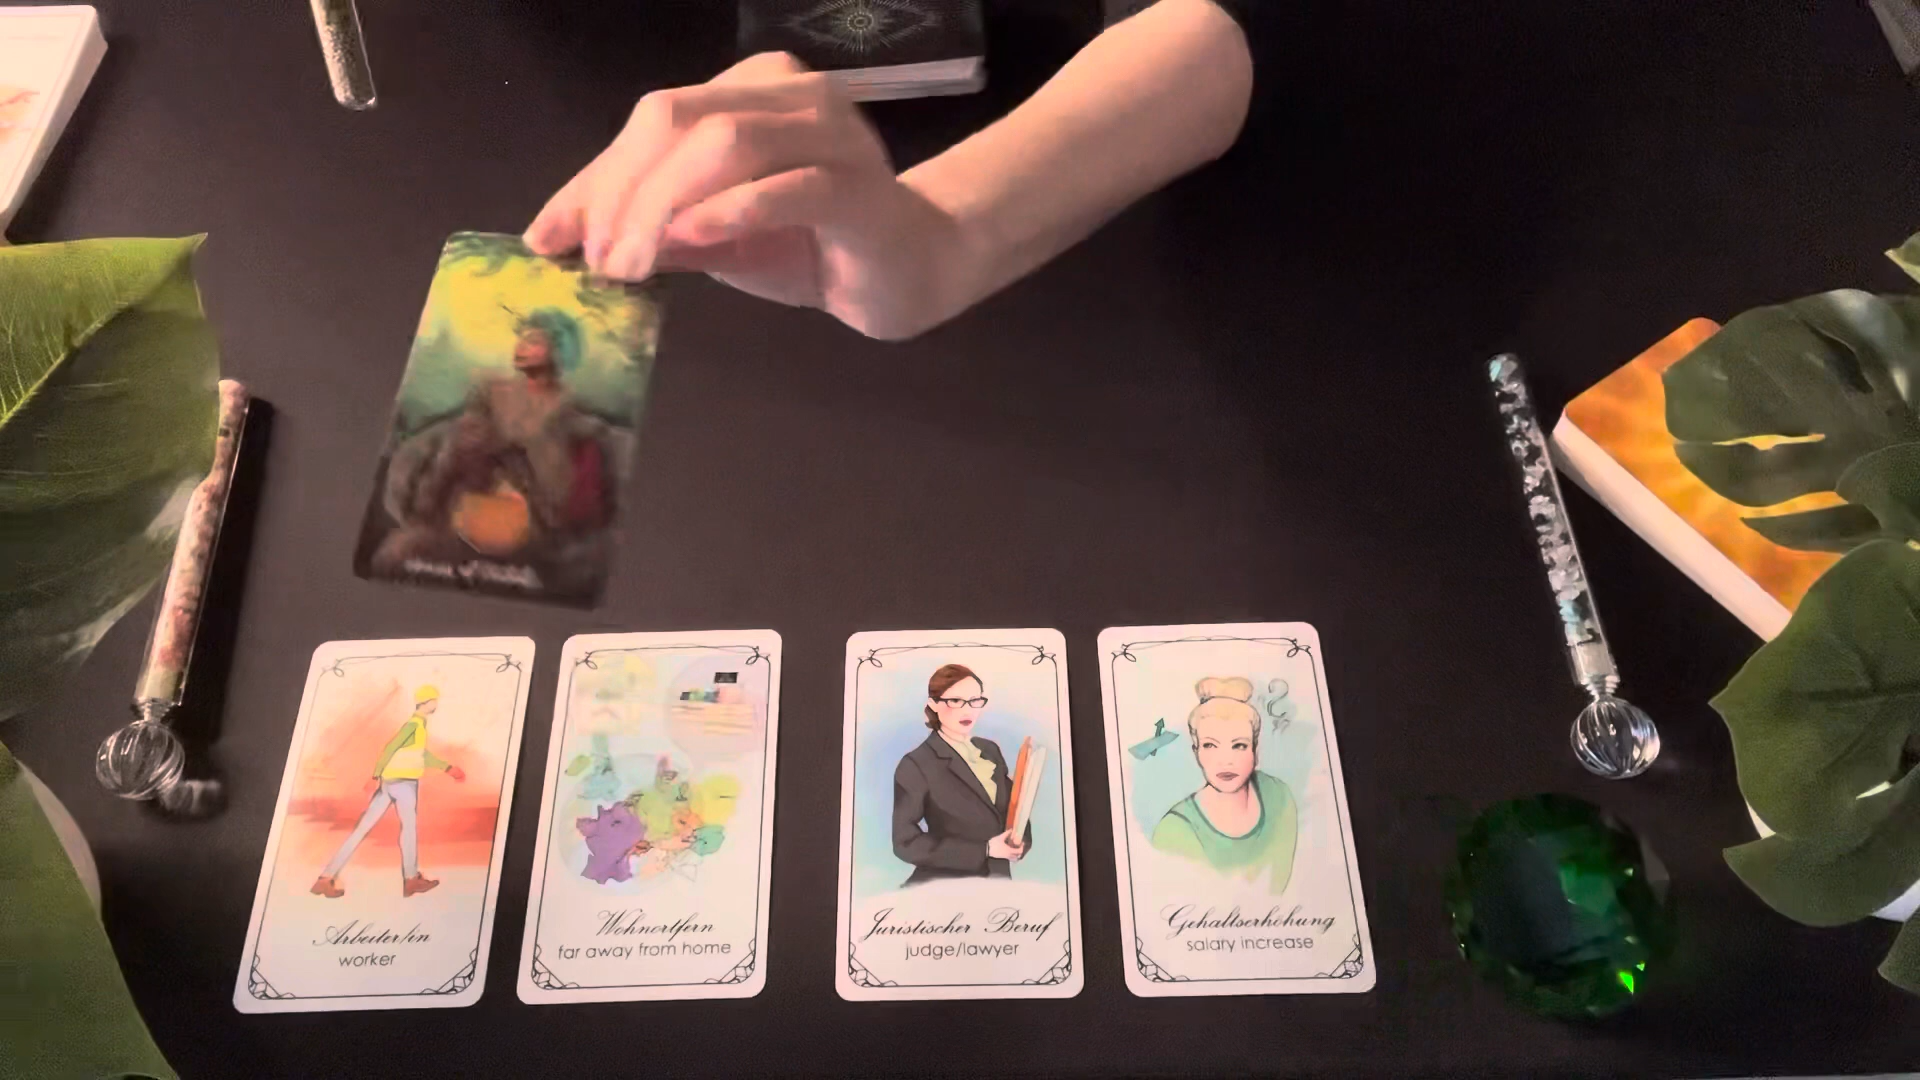 Arbeiter/in
worker
Wohnortfern
far away from home
Juristischer Beruf
judge/lawyer
Gehaltserhöhung
salary increase